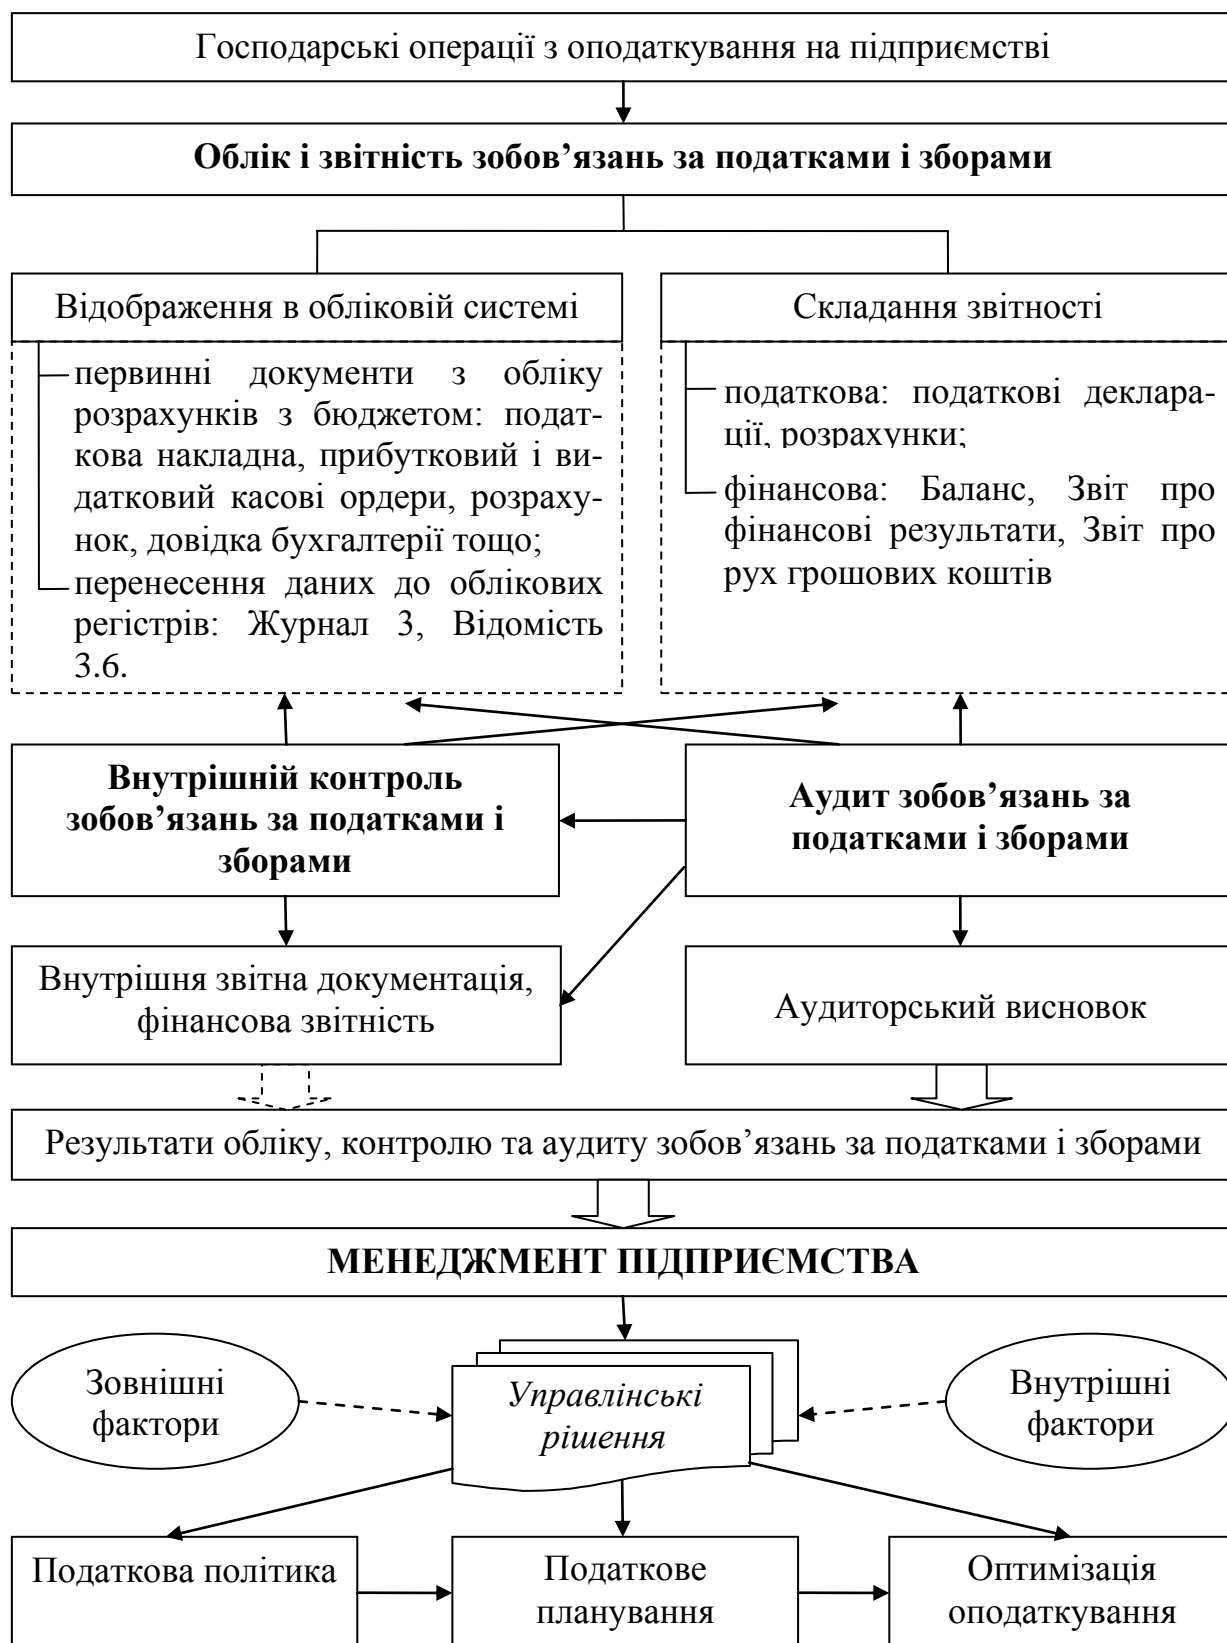 Господарські операції з оподаткування на підприємстві
Облік і звітність зобов’язань за податками і зборами
Відображення в обліковій системі
первинні документи з обліку
розрахунків з бюджетом: подат-
кова накладна, прибутковий і ви-
датковий касові ордери, розраху-
нок, довідка бухгалтерії тощо;
перенесення даних до облікових
регістрів: Журнал 3, Відомість
3.6.
Складання звітності
податкова: податкові деклара-
ції, розрахунки;
фінансова: Баланс, Звіт про
фінансові результати, Звіт про
рух грошових коштів
Внутрішній контроль
зобов’язань за податками і
зборами
Аудит зобов’язань за
податками і зборами
Внутрішня звітна документація,
фінансова звітність
Аудиторський висновок
Результати обліку, контролю та аудиту зобов’язань за податками і зборами
МЕНЕДЖМЕНТ ПІДПРИЄМСТВА
Зовнішні
фактори
Управлінські
рішення
Внутрішні
фактори
Податкова політика
Податкове
планування
Оптимізація
оподаткування